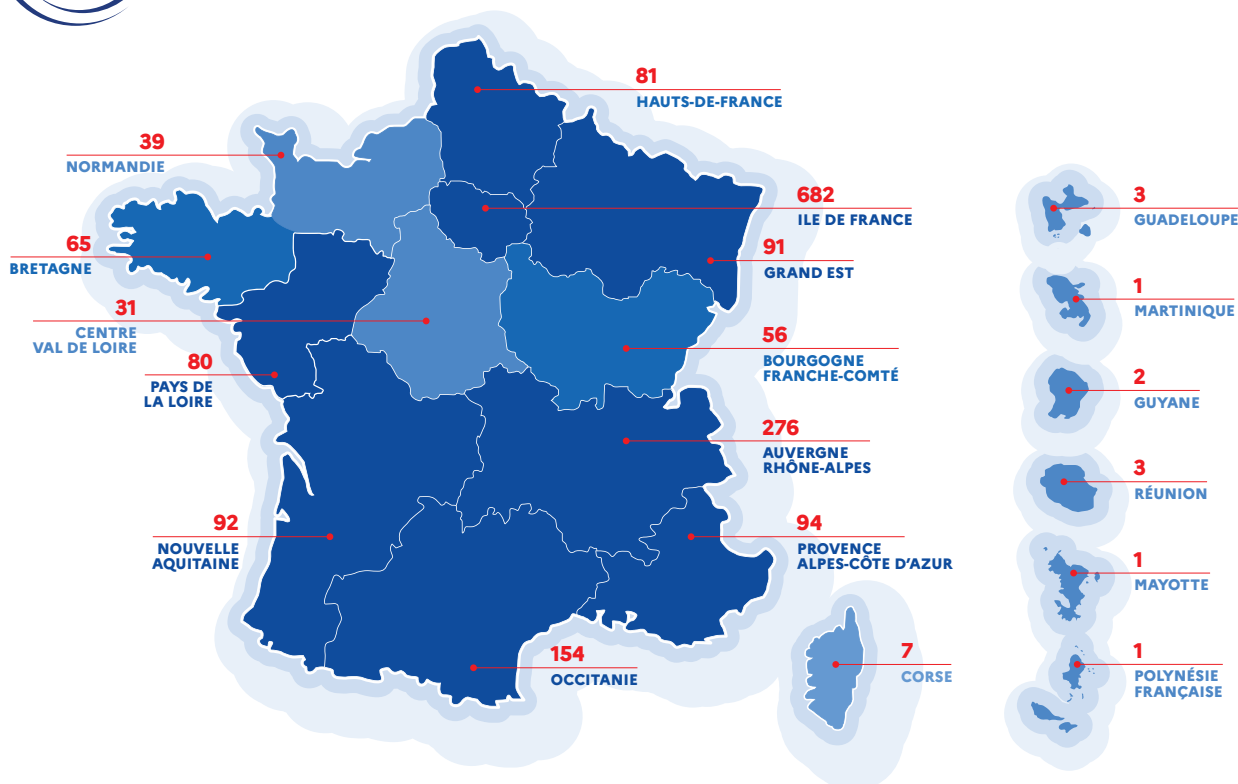 81
HAUTS-DE-FRANCE
39
NORMANDIE
682
ILE DE FRANCE
65
BRETAGNE
91
GRAND EST
31
CENTRE
VAL DE LOIRE
56
BOURGOGNE
FRANCHE-COMTÉ
80
PAYS DE
LA LOIRE
276
AUVERGNE
RHÔNE-ALPES
92
NOUVELLE
AQUITAINE
94
PROVENCE
ALPES-CÔTE D'AZUR
154
OCCITANIE
7
CORSE
3
GUADELOUPE
1
MARTINIQUE
2
GUYANE
3
RÉUNION
1
MAYOTTE
1
POLYNÉSIE
FRANÇAISE